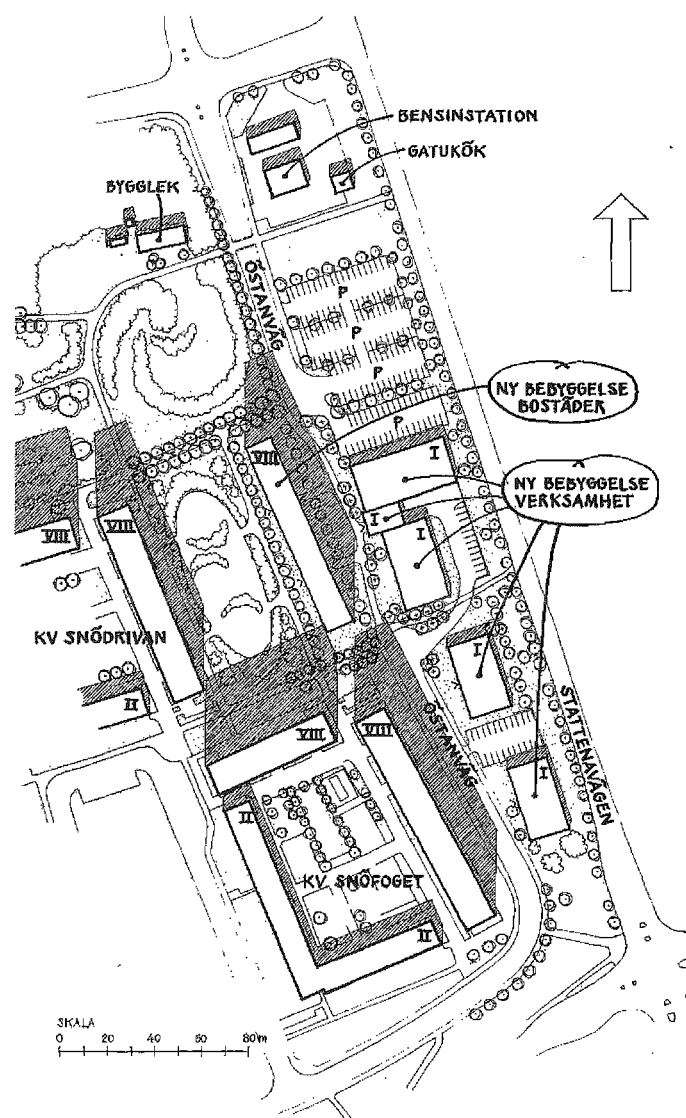 BENSINSTATION
GATUKÖK
BYGGLEK
ÖSTANVÄG
P
P
P
NY BEBYGGELSE
BOSTÄDER
P
I
VIII
NY BEBYGGELSE
VERKSAMHET
I
I
VIII
VIII
KV SNÖDRIVAN
I
II
ÖSTANVÄG
STATTENAVÄGEN
VIII
VIII
I
II
KV. SNÖFOGET
II
SKALA
0 20 40 60 80m